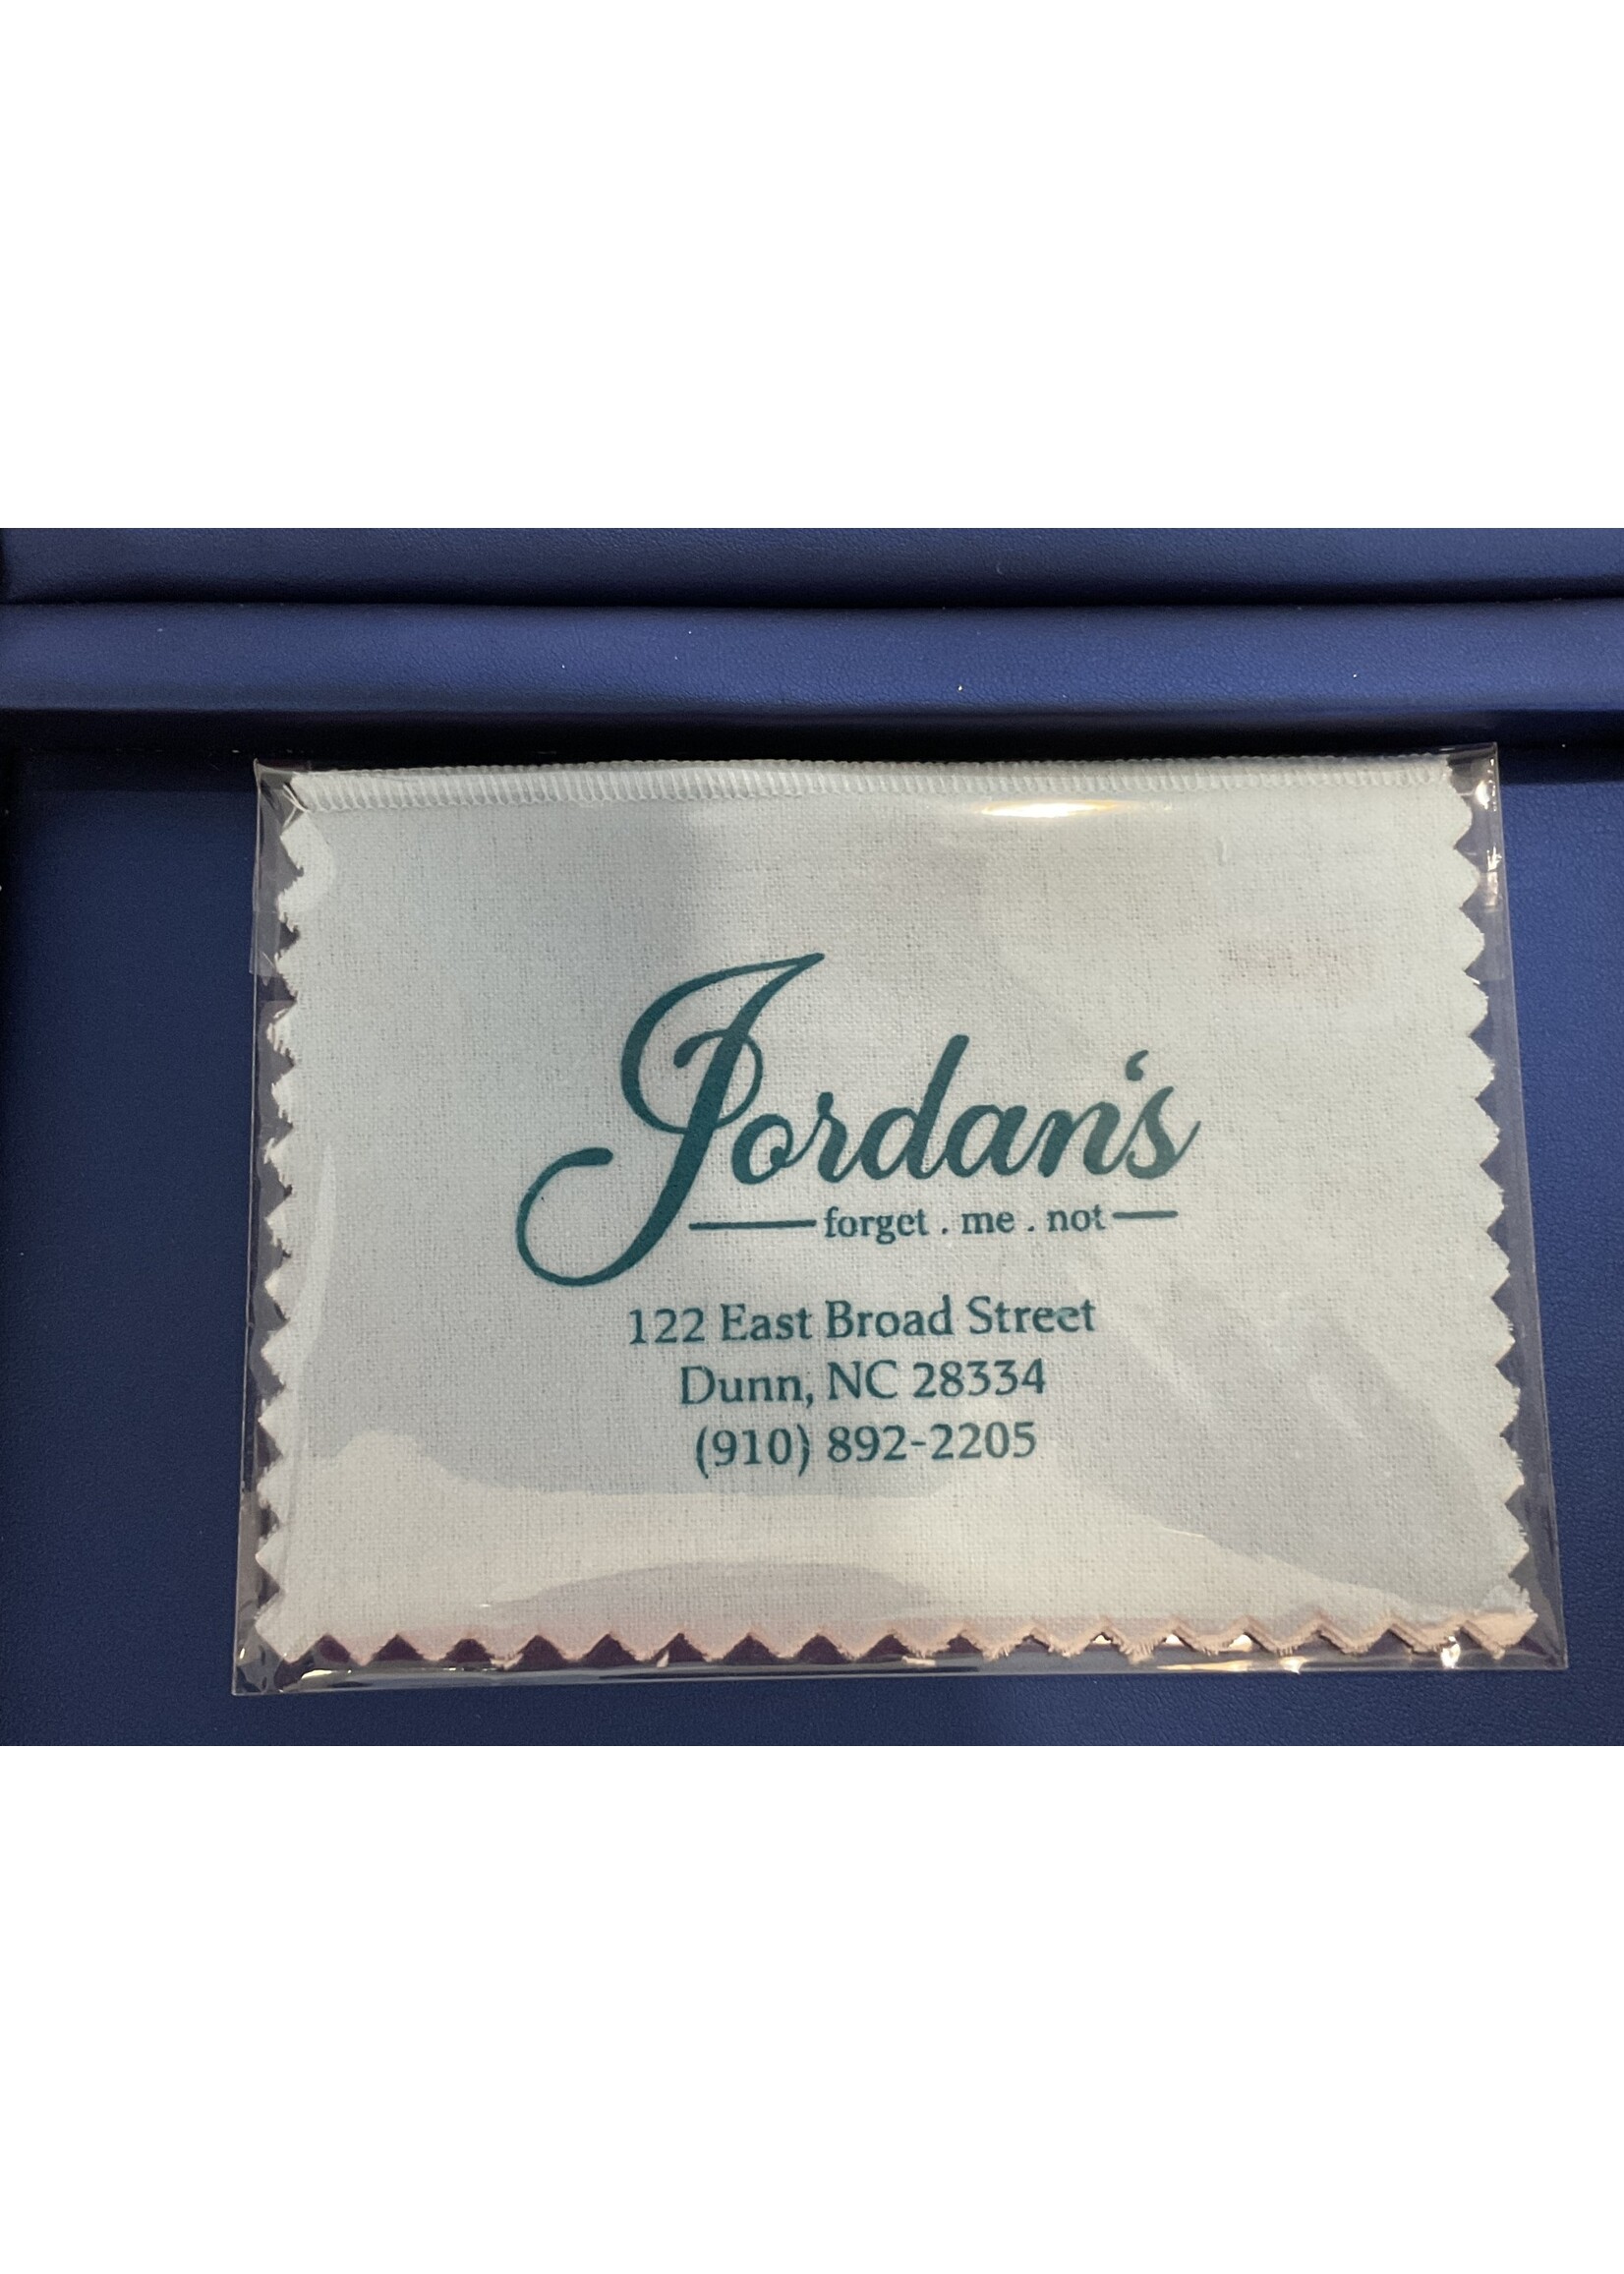 Jordan's
forget . me . not
122 East Broad Street
Dunn, NC 28334
(910) 892-2205